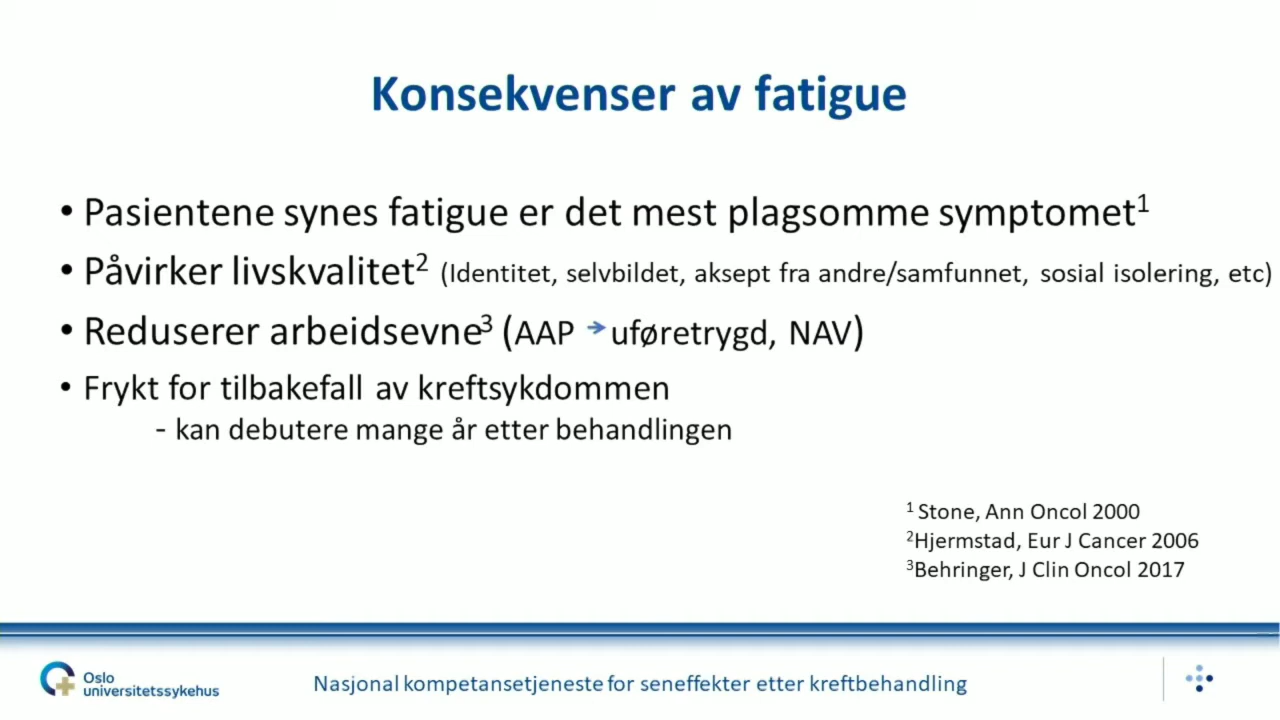 Konsekvenser av fatigue
• Pasientene synes fatigue er det mest plagsomme symptomet¹
• Påvirker livskvalitet² (Identitet, selvbildet, aksept fra andre/samfunnet, sosial isolering, etc)
• Reduserer arbeidsevne³ (AAP → uføretrygd, NAV)
• Frykt for tilbakefall av kreftsykdommen
- kan debutere mange år etter behandlingen
¹ Stone, Ann Oncol 2000
²Hjermstad, Eur J Cancer 2006
³Behringer, J Clin Oncol 2017
Oslo
universitetssykehus
Nasjonal kompetansetjeneste for seneffekter etter kreftbehandling